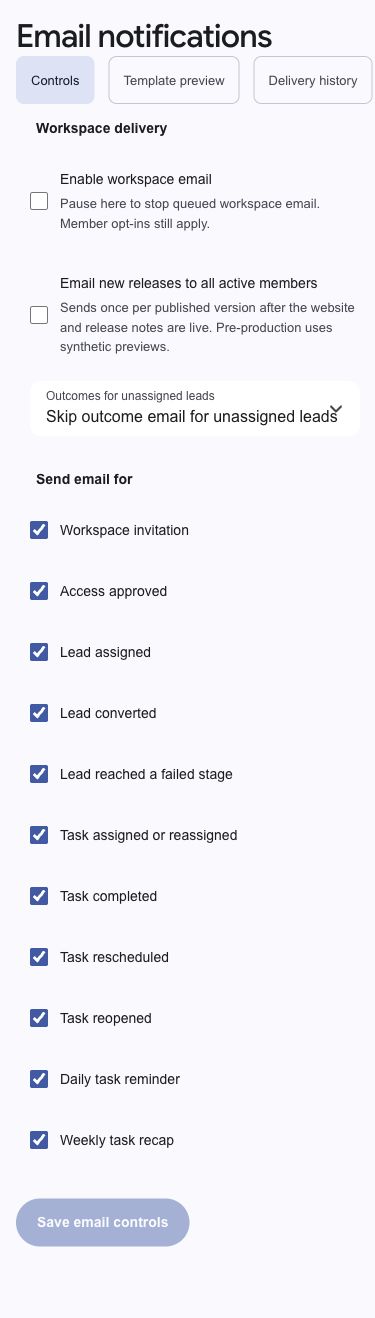 Email notifications
Controls
Template preview
Delivery history
Workspace delivery
Enable workspace email
Pause here to stop queued workspace email.
Member opt-ins still apply.
Email new releases to all active members
Sends once per published version after the website
and release notes are live. Pre-production uses
synthetic previews.
Outcomes for unassigned leads
Skip outcome email for unassigned leads
Send email for
Workspace invitation
Access approved
Lead assigned
Lead converted
Lead reached a failed stage
Task assigned or reassigned
Task completed
Task rescheduled
Task reopened
Daily task reminder
Weekly task recap
Save email controls